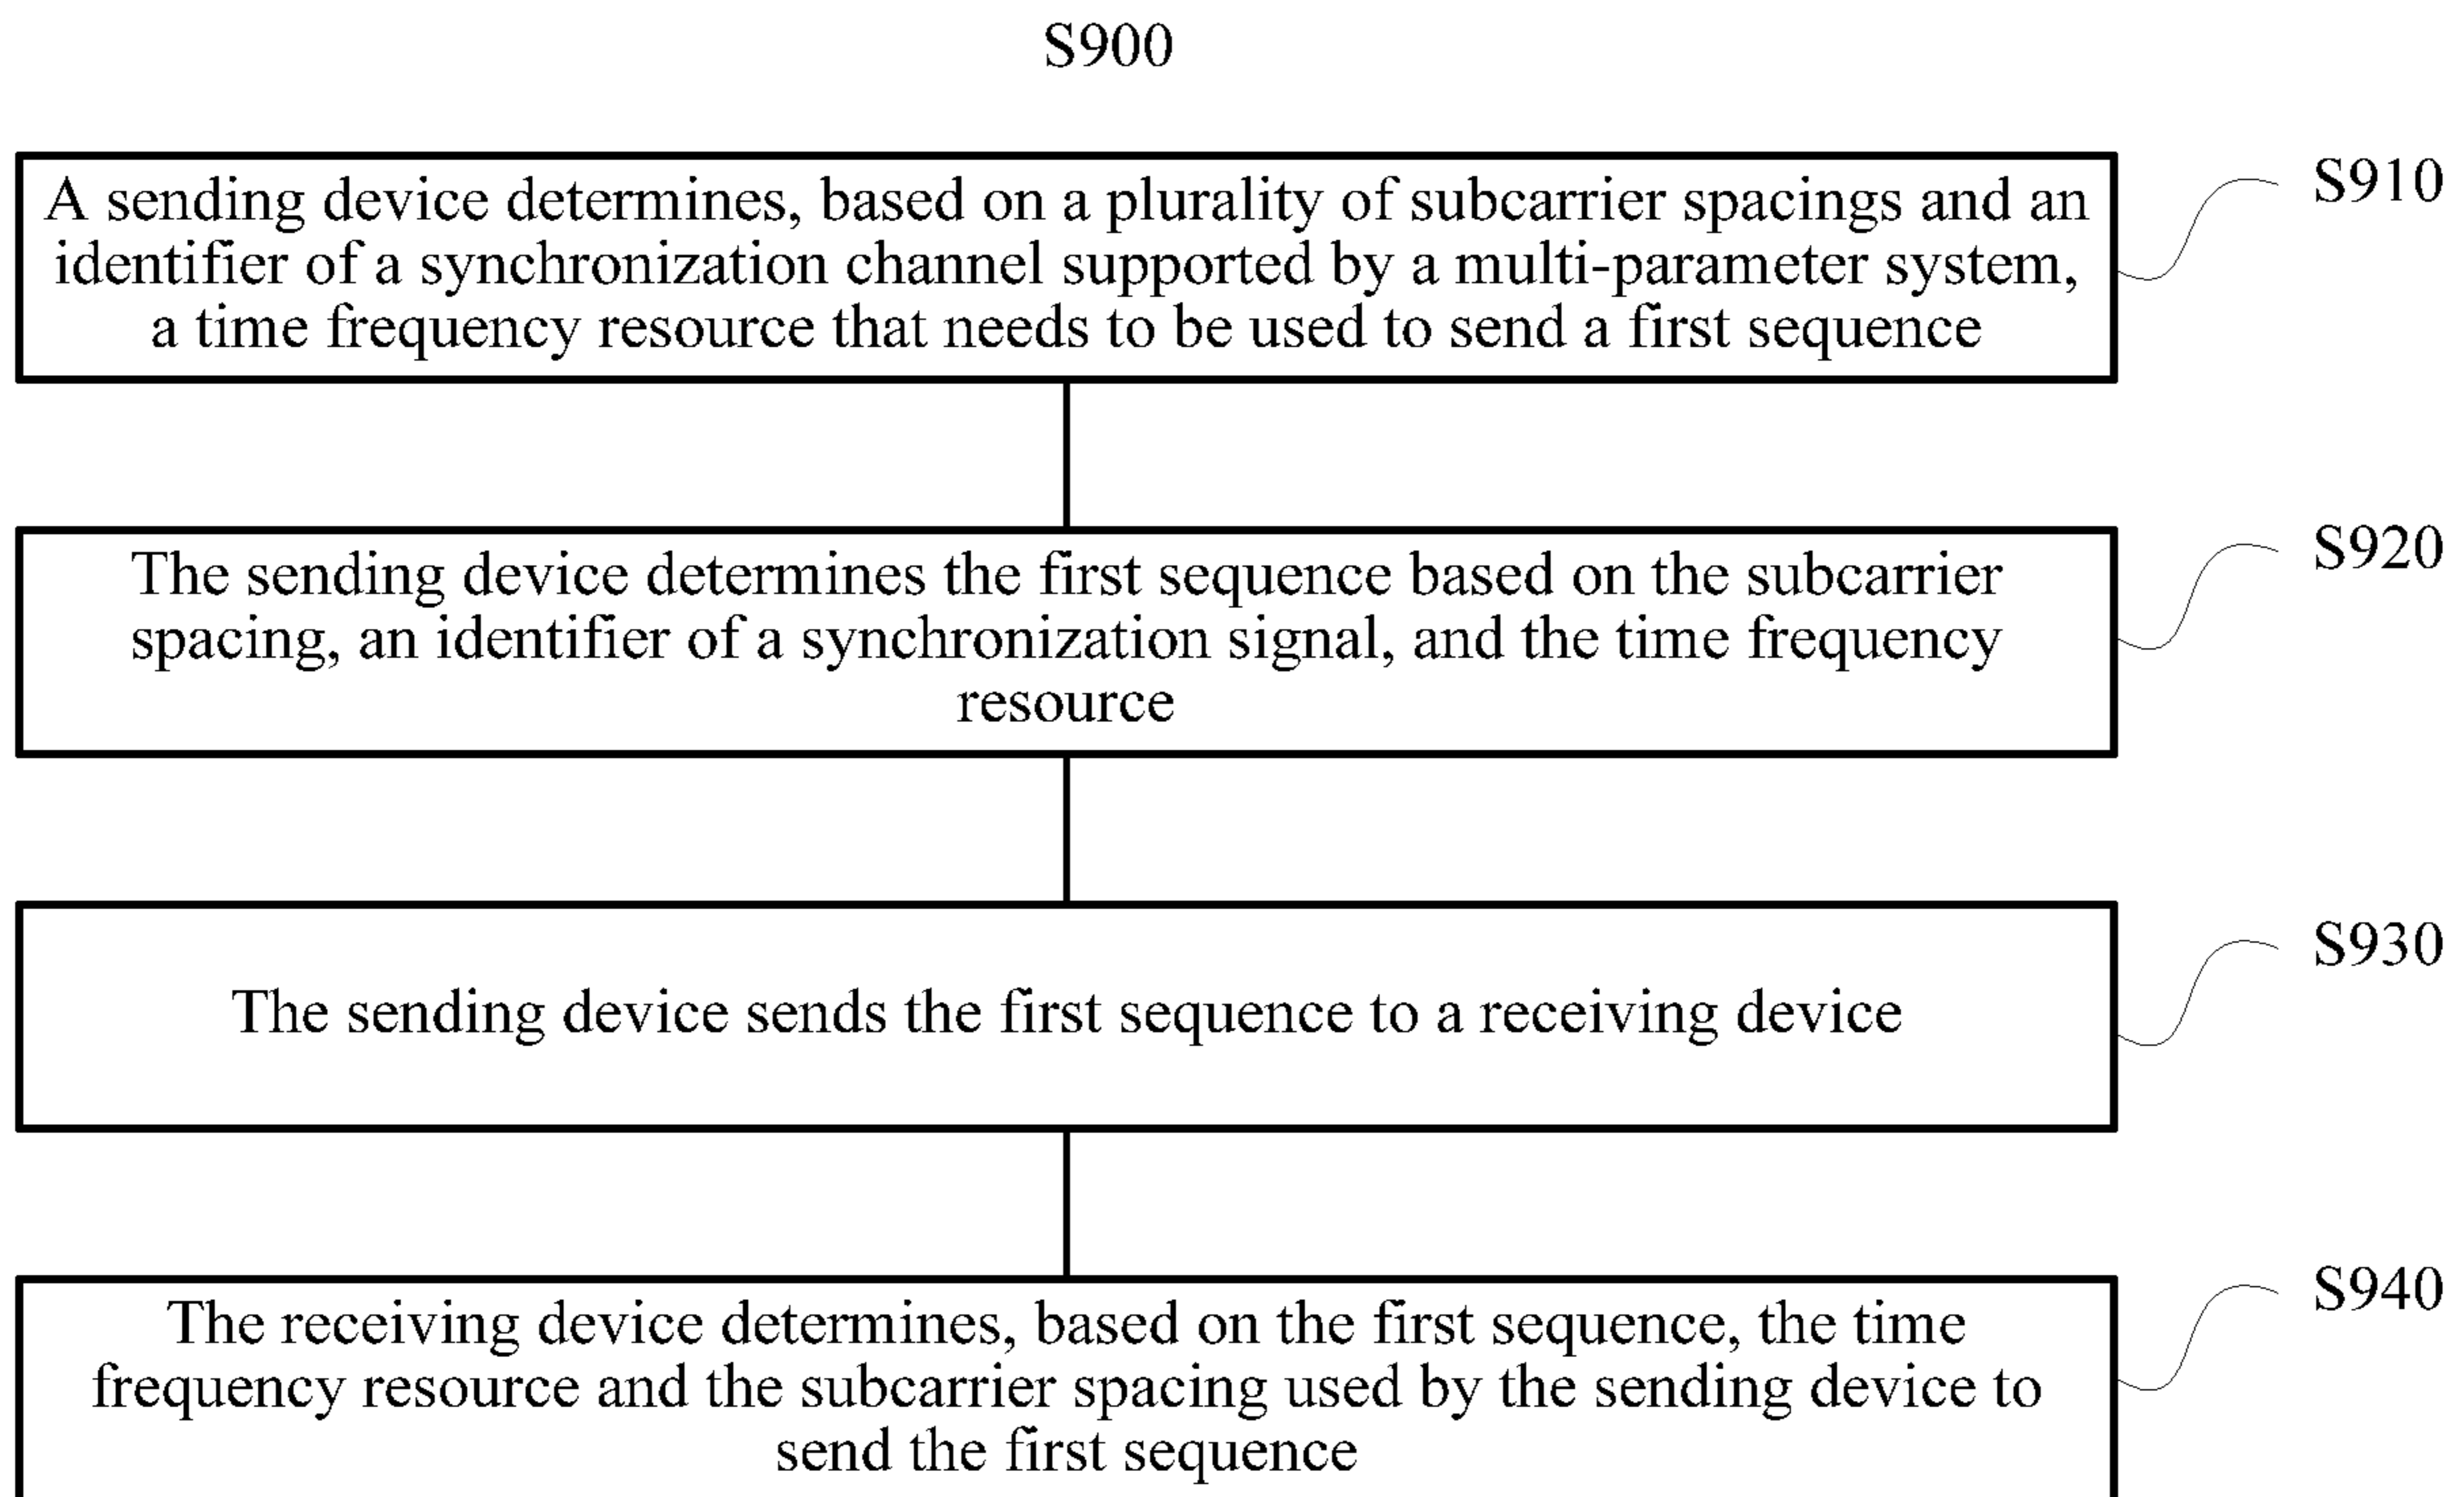 S900
A sending device determines, based on a plurality of subcarrier spacings and an
identifier of a synchronization channel supported by a multi-parameter system,
a time frequency resource that needs to be used to send a first sequence
S910
The sending device determines the first sequence based on the subcarrier
spacing, an identifier of a synchronization signal, and the time frequency
resource
S920
The sending device sends the first sequence to a receiving device
S930
The receiving device determines, based on the first sequence, the time
frequency resource and the subcarrier spacing used by the sending device to
send the first sequence
S940